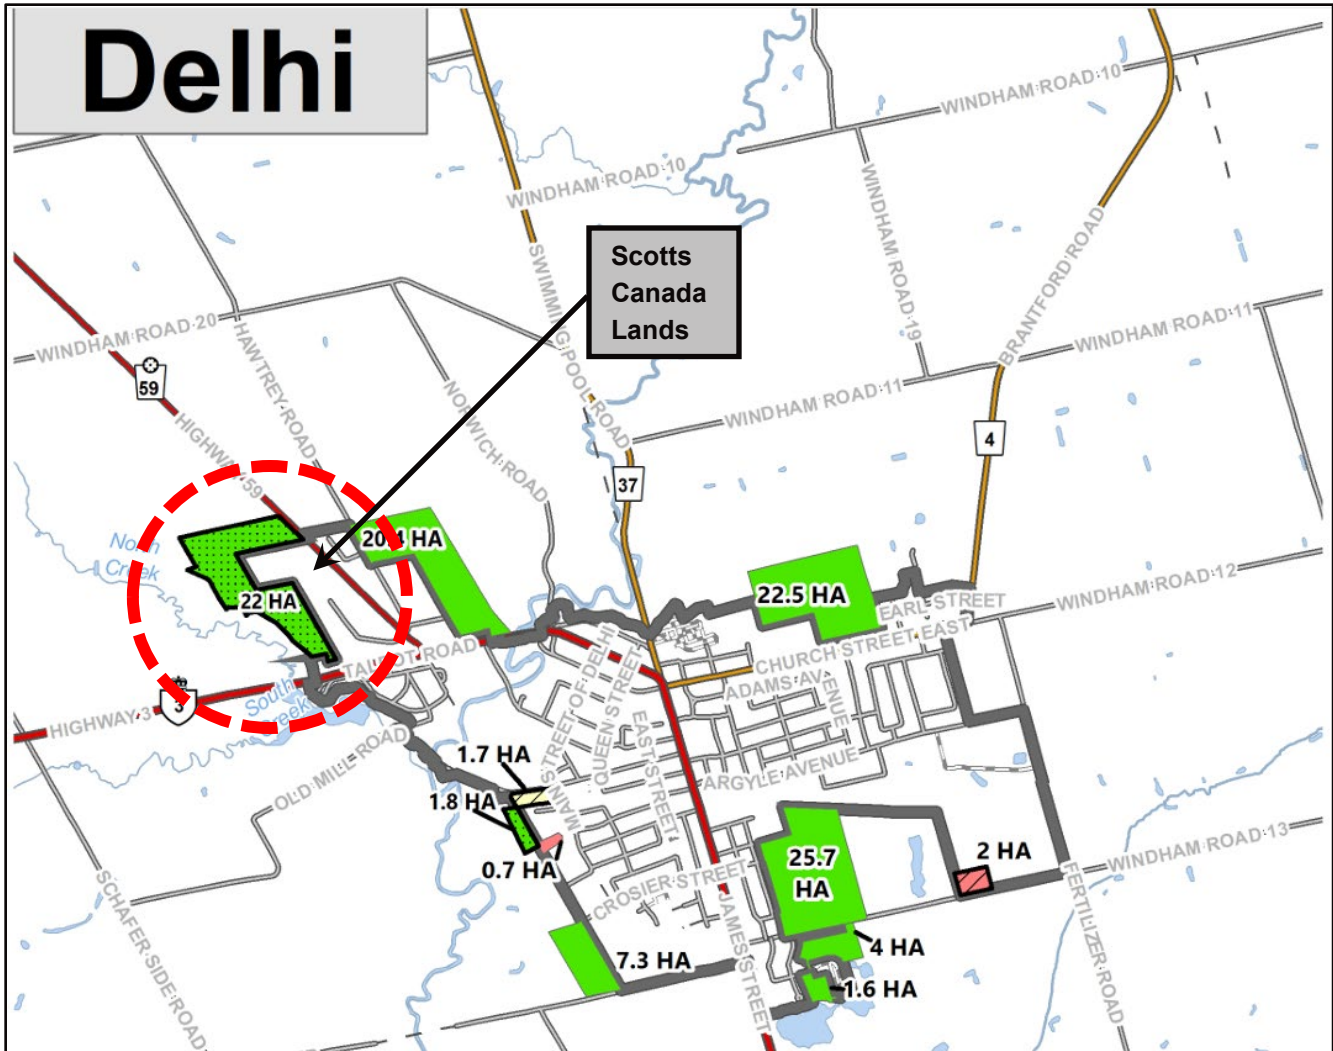 Delhi
WINDHAM ROAD 10
WINDHAM ROAD 10
WINDHAM ROAD 19
BRANTFORD ROAD
SWIMMING POOL ROAD
Scotts
Canada
Lands
WINDHAM ROAD 20
HAWTREY ROAD
WINDHAM ROAD 11
WINDHAM ROAD 11
59
HIGHWAY 59
NORWICH ROAD
4
37
North
Creek
20.4 HA
22 HA
22.5 HA
EARL STREET
WINDHAM ROAD 12
CHURCH STREET EAST
TALBOT ROAD
ADAMS AVENUE
HIGHWAY 3
3
South
Creek
OLD MILL ROAD
MAIN STREET OF DELHI
QUEEN STREET
EAST STREET
ARGYLE AVENUE
1.7 HA
1.8 HA
0.7 HA
CROSIER STREET
25.7
HA
2 HA
WINDHAM ROAD 13
FERTILIZER ROAD
SCHAFER SIDE ROAD
7.3 HA
JAMES STREET
4 HA
1.6 HA